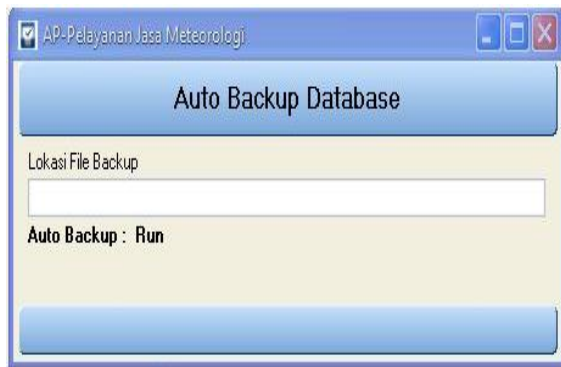 AP-Pelayanan Jasa Meteorologi
Auto Backup Database
Lokasi File Backup
Auto Backup : Run